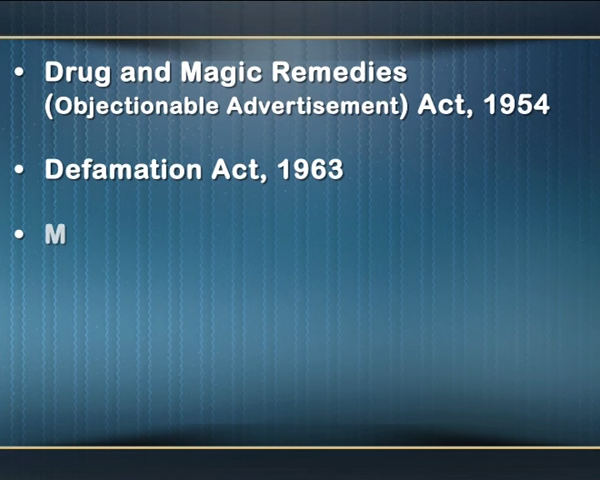 • Drug and Magic Remedies
(Objectionable Advertisement) Act, 1954
• Defamation Act, 1963
• M